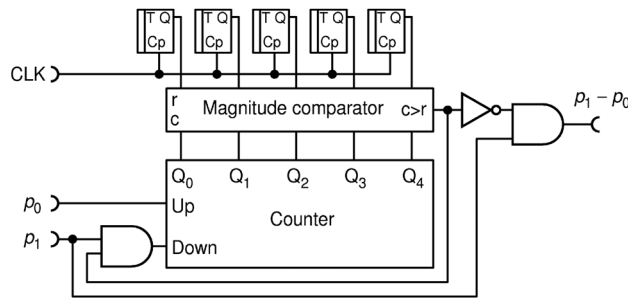 T Q T Q T Q T Q T Q
Cp Cp Cp Cp Cp
CLK
r
c
Magnitude comparator c>r
p₁ − p₀
Q₀ Q₁ Q₂ Q₃ Q₄
p₀
Up
Counter
p₁
Down